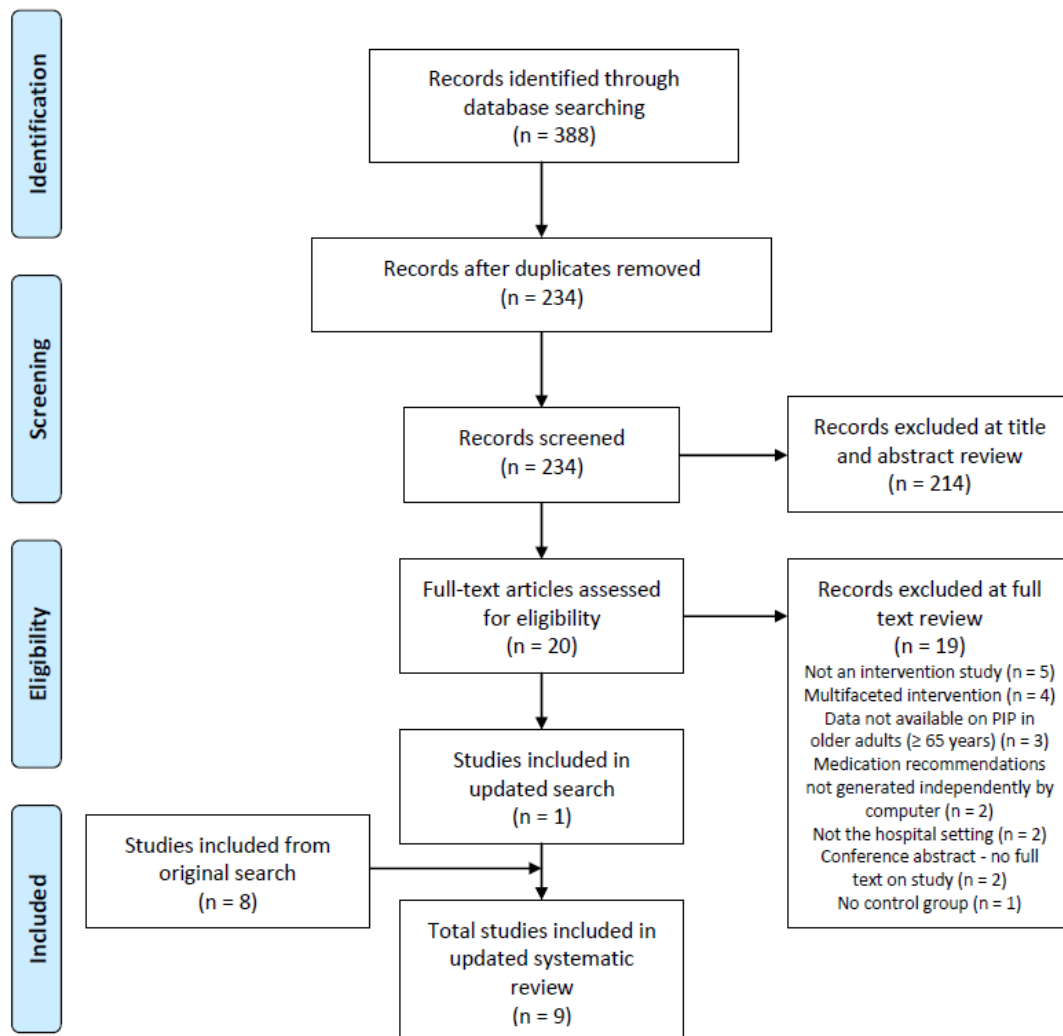 Identification
Records identified through
database searching
(n = 388)
Records after duplicates removed
(n = 234)
Screening
Records screened
(n = 234)
Records excluded at title
and abstract review
(n = 214)
Eligibility
Full-text articles assessed
for eligibility
(n = 20)
Records excluded at full
text review
(n = 19)
Not an intervention study (n = 5)
Multifaceted intervention (n = 4)
Data not available on PIP in
older adults (≥ 65 years) (n = 3)
Medication recommendations
not generated independently by
computer (n = 2)
Not the hospital setting (n = 2)
Conference abstract - no full
text on study (n = 2)
No control group (n = 1)
Studies included in
updated search
(n = 1)
Included
Studies included from
original search
(n = 8)
Total studies included in
updated systematic
review
(n = 9)